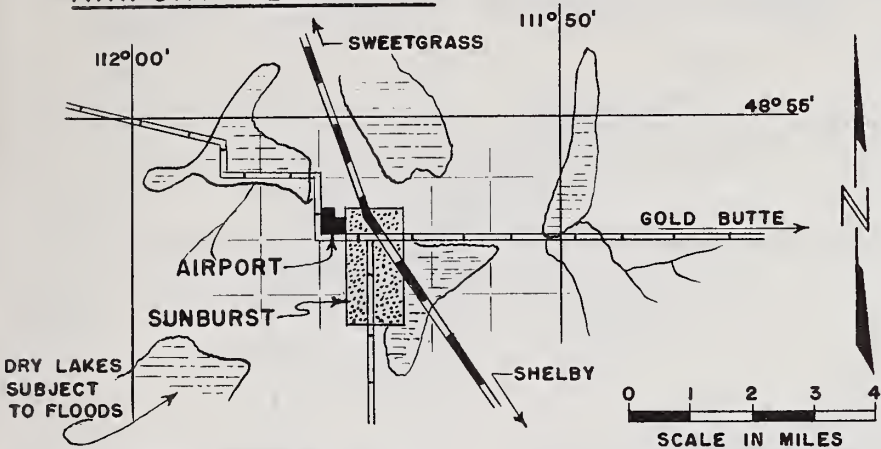 111° 50'
SWEETGRASS
112° 00'
48° 55'
N
GOLD BUTTE
AIRPORT
SUNBURST
DRY LAKES
SUBJECT
TO FLOODS
SHELBY
0 1 2 3 4
SCALE IN MILES